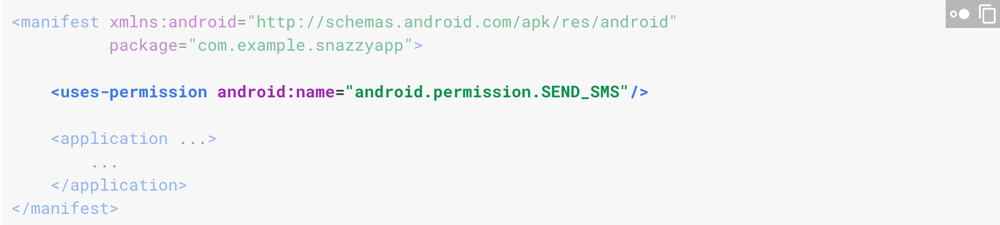 <manifest xmlns:android="http://schemas.android.com/apk/res/android"
package="com.example.snazzyapp">
<uses-permission android:name="android.permission.SEND_SMS"/>
<application ...>
...
</application>
</manifest>